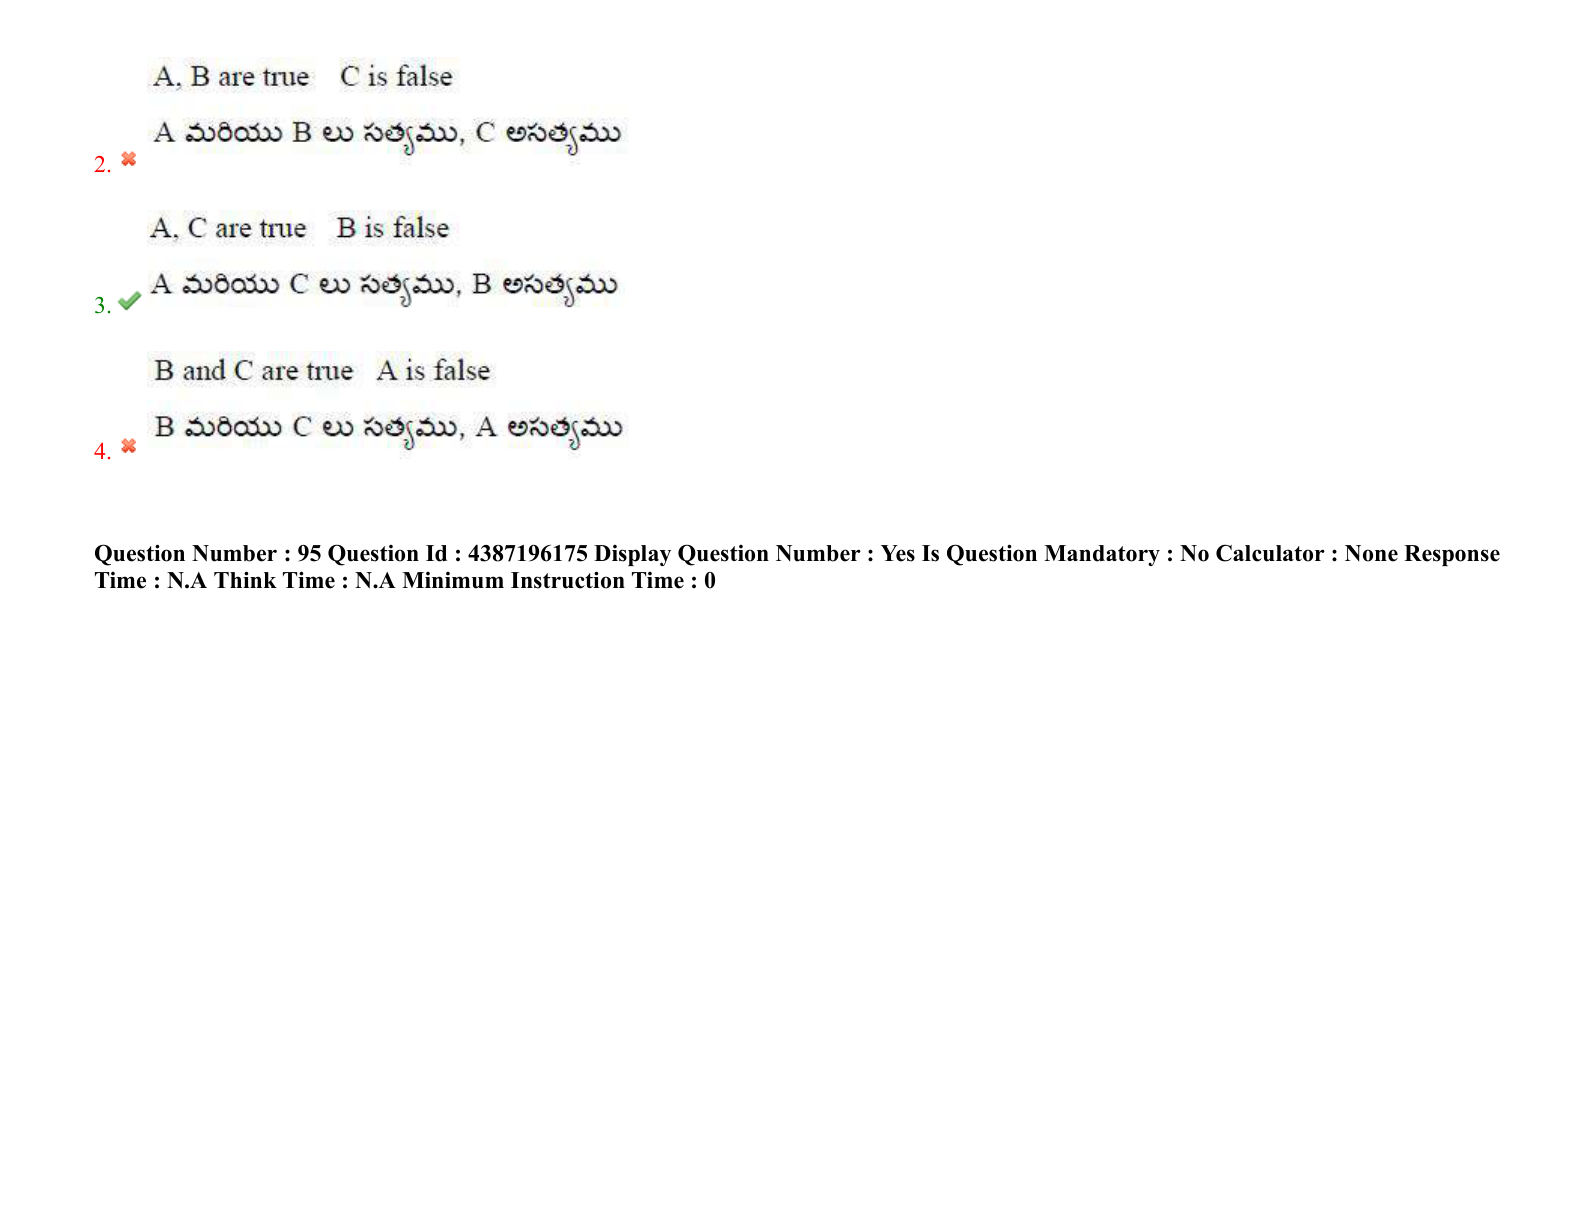 A, B are true C is false
A మరియు B లు సత్యము, C అసత్యము
2.
A, C are true B is false
A మరియు C లు సత్యము, B అసత్యము
3.
B and C are true A is false
B మరియు C లు సత్యము, A అసత్యము
4.
Question Number : 95 Question Id : 4387196175 Display Question Number : Yes Is Question Mandatory : No Calculator : None Response
Time : N.A Think Time : N.A Minimum Instruction Time : 0